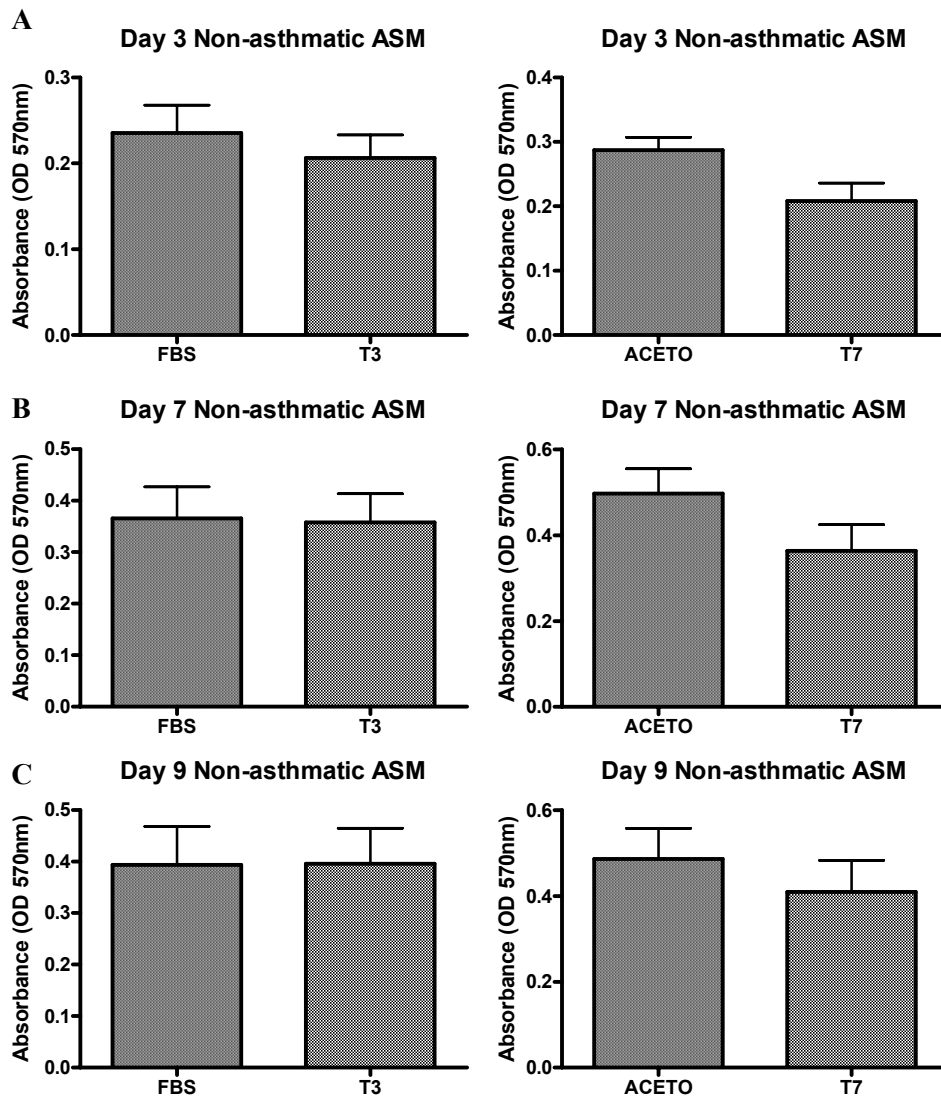 A
Day 3 Non-asthmatic ASM
Absorbance (OD 570nm)
0.3
0.2
0.1
0.0
FBS
T3
Day 3 Non-asthmatic ASM
Absorbance (OD 570nm)
0.4
0.3
0.2
0.1
0.0
ACETO
T7
B
Day 7 Non-asthmatic ASM
Absorbance (OD 570nm)
0.5
0.4
0.3
0.2
0.1
0.0
FBS
T3
Day 7 Non-asthmatic ASM
Absorbance (OD 570nm)
0.6
0.4
0.2
0.0
ACETO
T7
C
Day 9 Non-asthmatic ASM
Absorbance (OD 570nm)
0.5
0.4
0.3
0.2
0.1
0.0
FBS
T3
Day 9 Non-asthmatic ASM
Absorbance (OD 570nm)
0.6
0.4
0.2
0.0
ACETO
T7